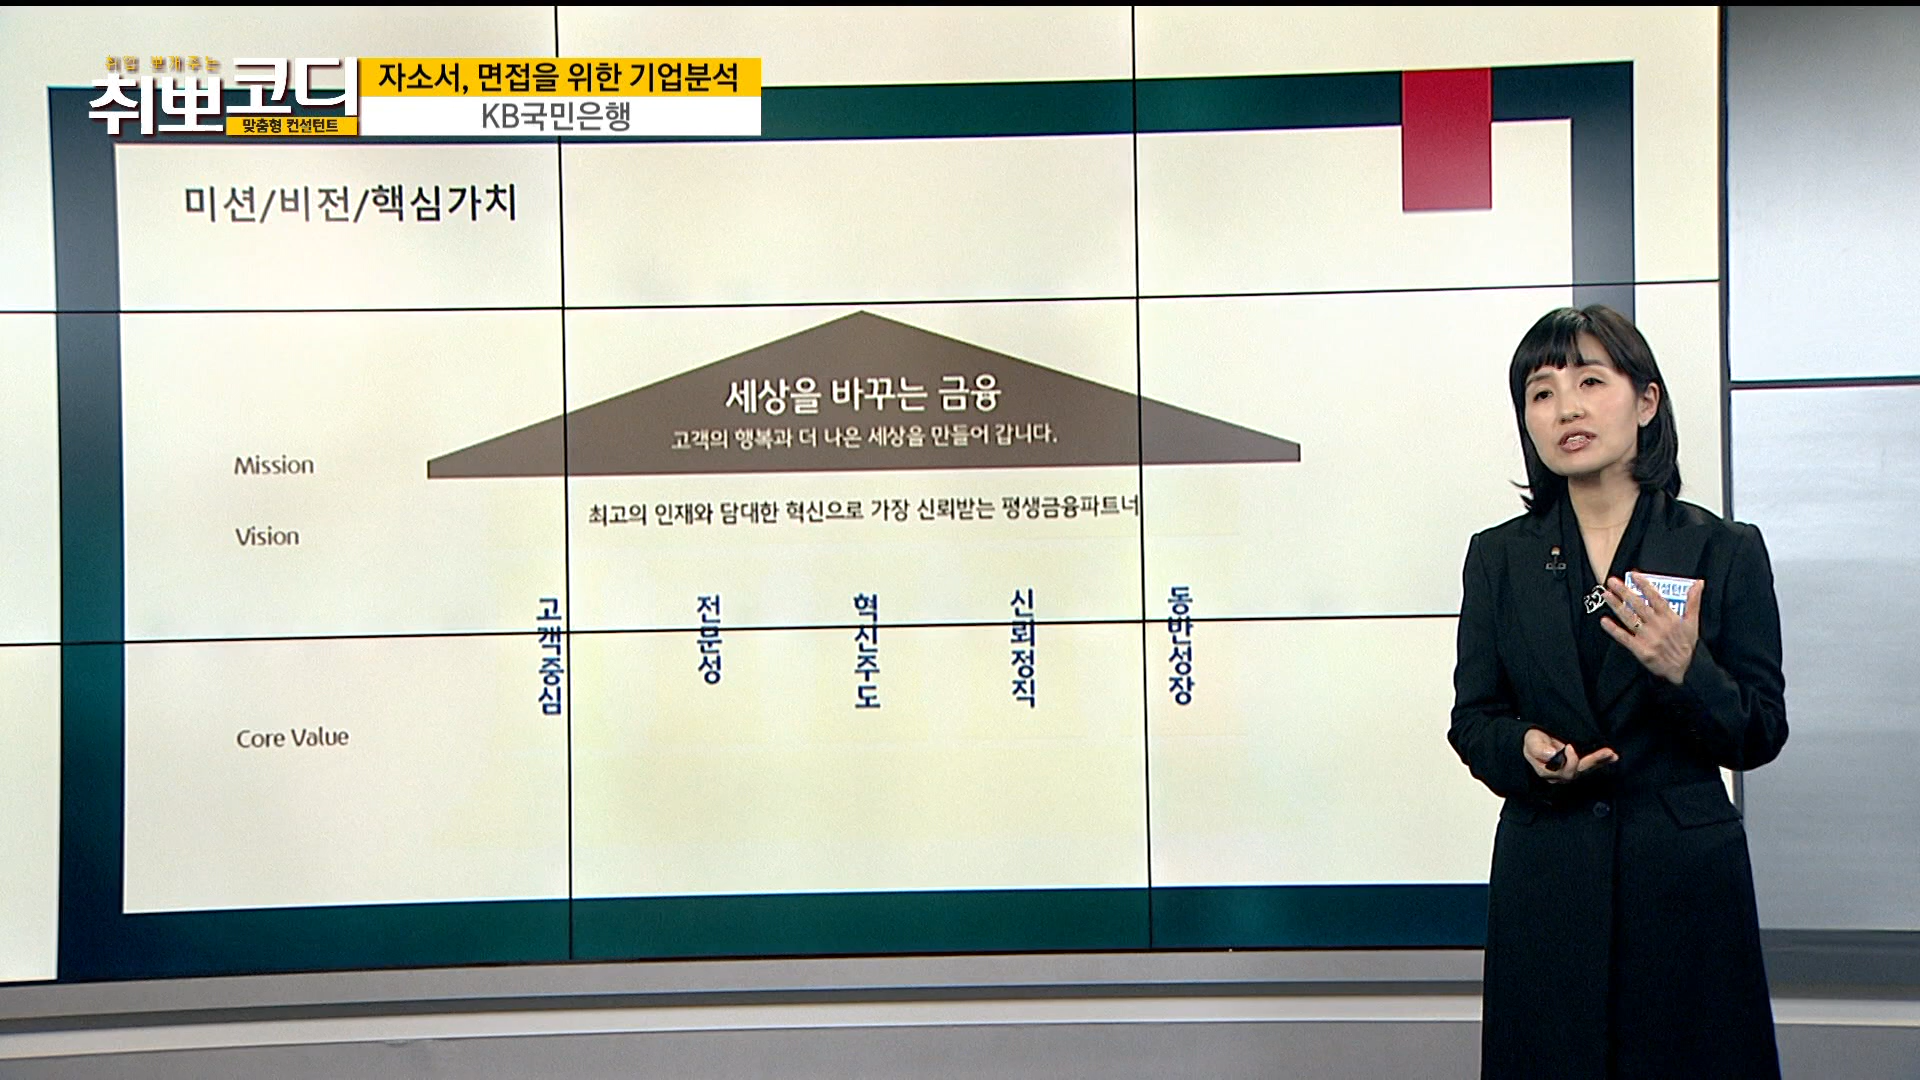 취업 뽀개주는
취뽀코디
맞춤형 컨설턴트
자소서, 면접을 위한 기업분석
KB국민은행
미션/비전/핵심가치
세상을 바꾸는 금융
고객의 행복과 더 나은 세상을 만들어 갑니다.
Mission
최고의 인재와 담대한 혁신으로 가장 신뢰받는 평생금융파트너
Vision
고객중심
전문성
혁신주도
신뢰정직
동반성장
Core Value
컨설턴트